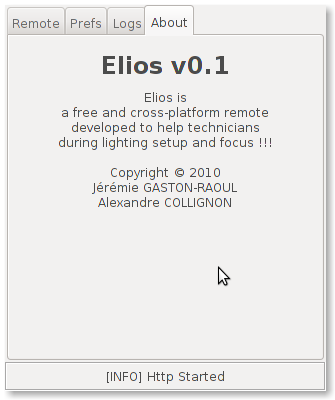 Remote Prefs Logs About
Elios v0.1
Elios is
a free and cross-platform remote
developed to help technicians
during lighting setup and focus !!!
Copyright © 2010
Jérémie GASTON-RAOUL
Alexandre COLLIGNON
[INFO] Http Started